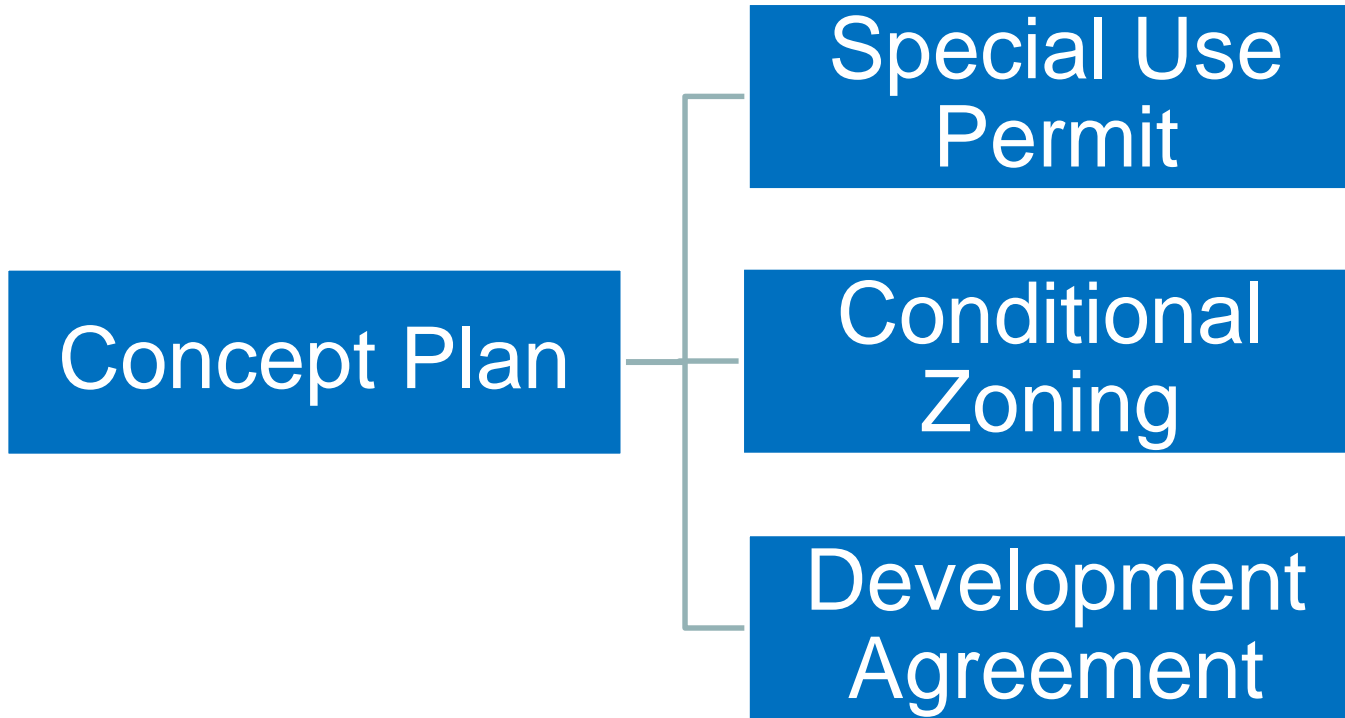 Special Use
Permit
Concept Plan
Conditional
Zoning
Development
Agreement